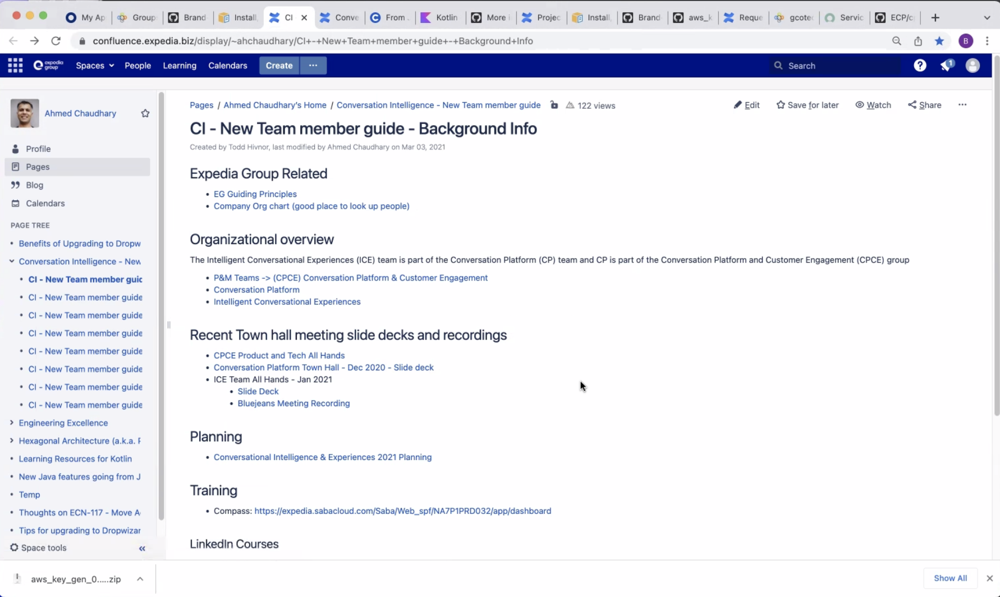 My Ap
Group
Brand
Install,
CI
Conve
From
Kotlin
More i
Projec
Install,
Brand
aws_k
Reque
gcotec
Servic
ECP/c
confluence.expedia.biz/display/~ahchaudhary/CI+-+New+Team+member+guide+-+Background+Info
B
expedia group
Spaces
People
Learning
Calendars
Create
Search
1
Ahmed Chaudhary
Profile
Pages
Blog
Calendars
PAGE TREE
Benefits of Upgrading to Dropw
Conversation Intelligence - New
CI - New Team member guid
CI - New Team member guide
CI - New Team member guide
CI - New Team member guide
CI - New Team member guide
CI - New Team member guide
CI - New Team member guide
CI - New Team member guide
Engineering Excellence
Hexagonal Architecture (a.k.a. P
Learning Resources for Kotlin
New Java features going from J
Temp
Thoughts on ECN-117 - Move A
Tips for upgrading to Dropwizar
Space tools
Pages / Ahmed Chaudhary's Home / Conversation Intelligence - New Team member guide 122 views
Edit
Save for later
Watch
Share
CI - New Team member guide - Background Info
Created by Todd Hivnor, last modified by Ahmed Chaudhary on Mar 03, 2021
Expedia Group Related
• EG Guiding Principles
• Company Org chart (good place to look up people)
Organizational overview
The Intelligent Conversational Experiences (ICE) team is part of the Conversation Platform (CP) team and CP is part of the Conversation Platform and Customer Engagement (CPCE) group
• P&M Teams -> (CPCE) Conversation Platform & Customer Engagement
• Conversation Platform
• Intelligent Conversational Experiences
Recent Town hall meeting slide decks and recordings
• CPCE Product and Tech All Hands
• Conversation Platform Town Hall - Dec 2020 - Slide deck
• ICE Team All Hands - Jan 2021
• Slide Deck
• Bluejeans Meeting Recording
Planning
• Conversational Intelligence & Experiences 2021 Planning
Training
• Compass: https://expedia.sabacloud.com/Saba/Web_spf/NA7P1PRD032/app/dashboard
LinkedIn Courses
aws_key_gen_0.....zip
Show All